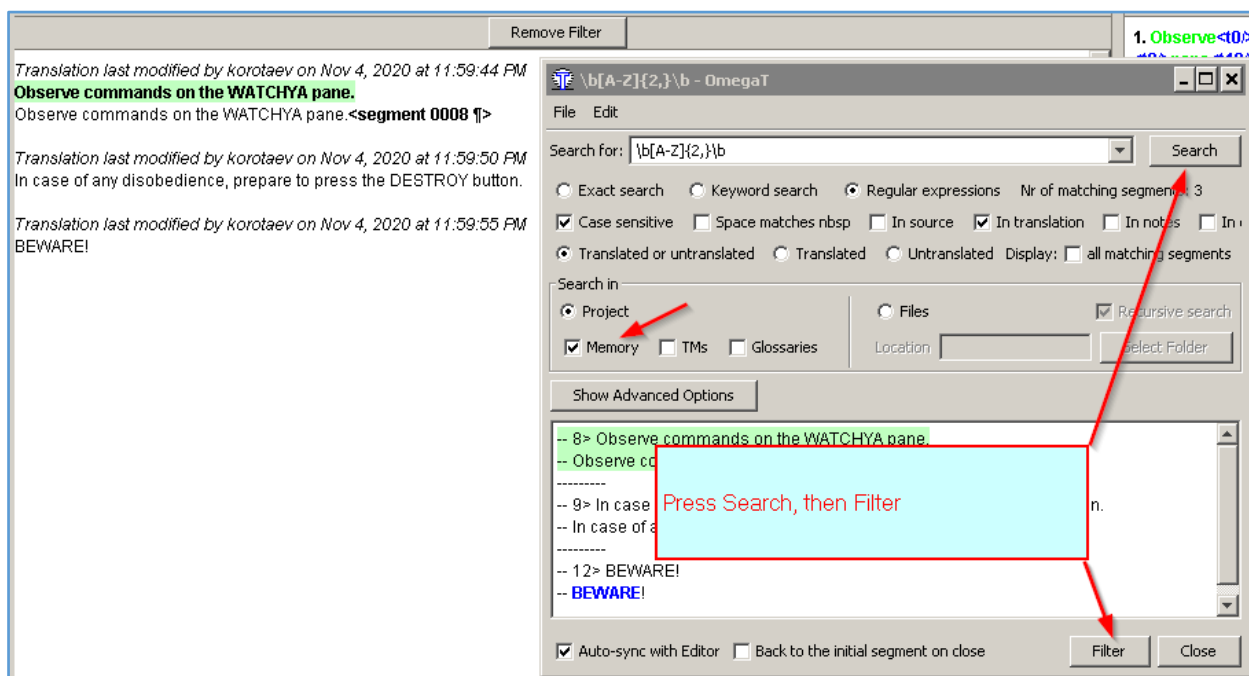 Remove Filter
Translation last modified by korotaev on Nov 4, 2020 at 11:59:44 PM
Observe commands on the WATCHYA pane.
Observe commands on the WATCHYA pane.<segment 0008 ¶>
Translation last modified by korotaev on Nov 4, 2020 at 11:59:50 PM
In case of any disobedience, prepare to press the DESTROY button.
Translation last modified by korotaev on Nov 4, 2020 at 11:59:55 PM
BEWARE!
1. Observe<t0/>
\b[A-Z]{2,}\b - OmegaT
File Edit
Search for: \b[A-Z]{2,}\b Search
Exact search Keyword search Regular expressions Nr of matching segments: 3
Case sensitive Space matches nbsp In source In translation In notes In
Translated or untranslated Translated Untranslated Display: all matching segments
Search in
Project Files Recursive search
Memory TMs Glossaries Location Select Folder
Show Advanced Options
-- 8> Observe commands on the WATCHYA pane.
-- Observe co
---------
-- 9> In case n.
-- In case of a
---------
-- 12> BEWARE!
-- BEWARE!
Press Search, then Filter
Auto-sync with Editor Back to the initial segment on close Filter Close